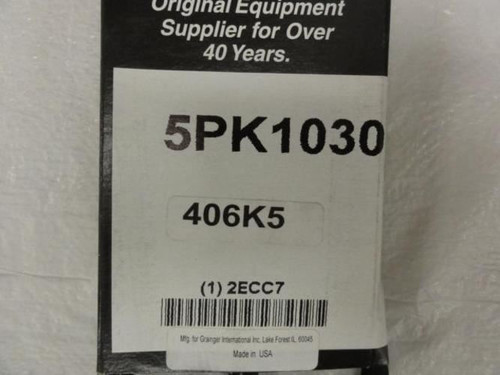 Original Equipment
Supplier for Over
40 Years.
5PK1030
406K5
(1) 2ECC7
Mfg. for Grainger International Inc, Lake Forest IL. 60045
Made in USA